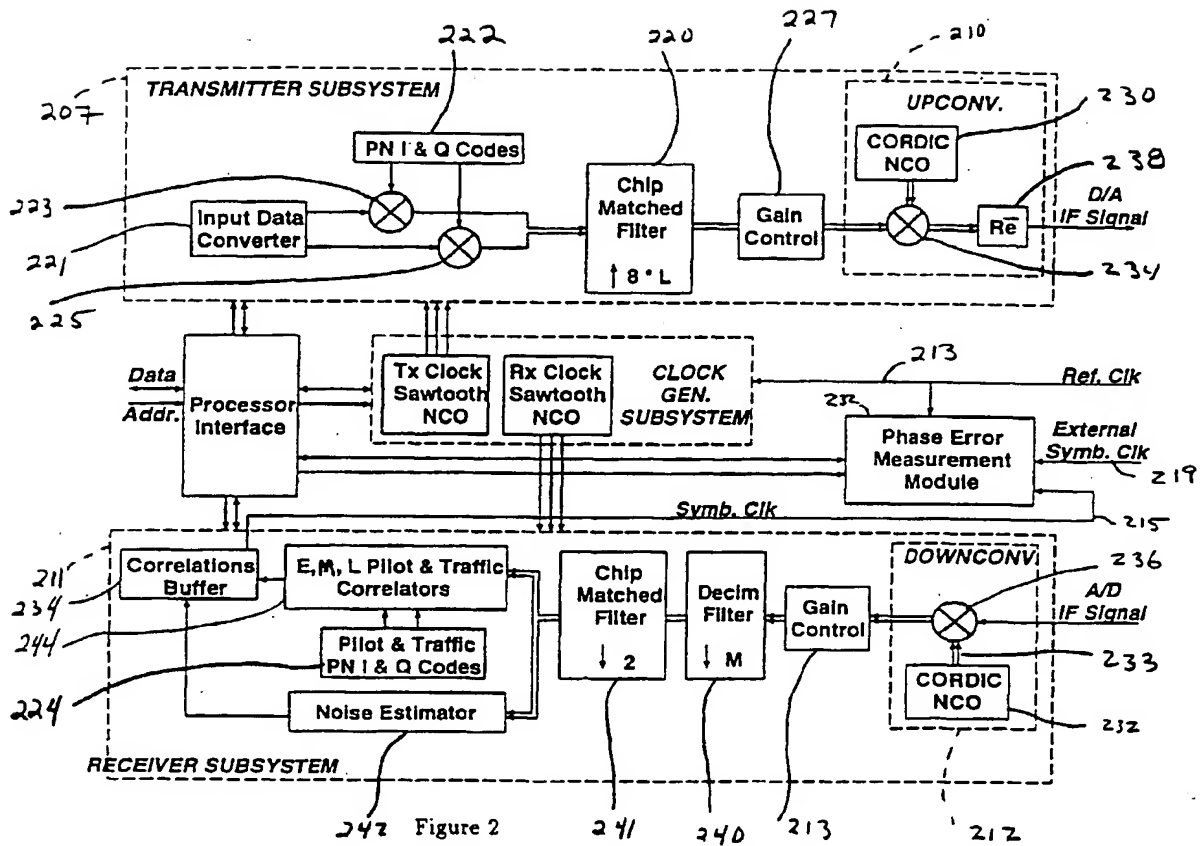 222
220
227
210
207
TRANSMITTER SUBSYSTEM
UPCONV.
230
PN I & Q Codes
CORDIC
NCO
238
223
Input Data
Converter
Chip
Matched
Filter
↑ 8 * L
Gain
Control
Re
D/A
IF Signal
221
225
234
Data
Addr.
Processor
Interface
Tx Clock
Sawtooth
NCO
Rx Clock
Sawtooth
NCO
CLOCK
GEN.
SUBSYSTEM
213
Ref. Clk
232
Phase Error
Measurement
Module
External
Symb. Clk
219
Symb. Clk
215
211
Correlations
Buffer
234
E, M, L Pilot & Traffic
Correlators
244
Pilot & Traffic
PN I & Q Codes
224
Noise Estimator
Chip
Matched
Filter
↓ 2
Decim
Filter
↓ M
Gain
Control
DOWNCONV.
236
A/D
IF Signal
233
CORDIC
NCO
232
RECEIVER SUBSYSTEM
242
Figure 2
241
240
213
212